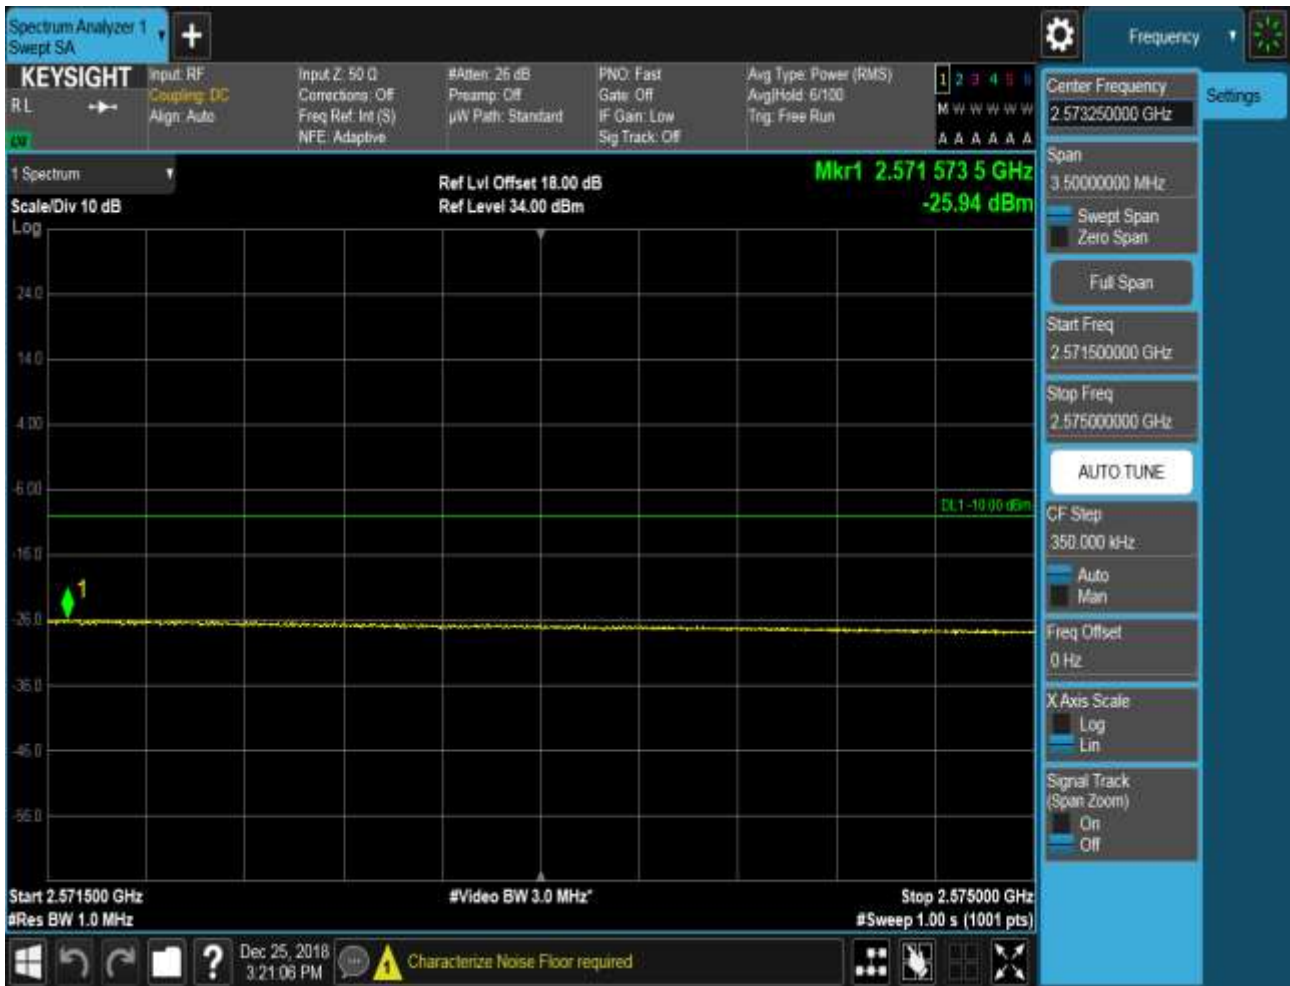 Spectrum Analyzer 1
Swept SA
Frequency
KEYSIGHT
RL
Input: RF
Coupling: DC
Align: Auto
Input Z: 50 Ω
Corrections: Off
Freq Ref: Int (S)
NFE: Adaptive
#Atten: 26 dB
Preamp: Off
µW Path: Standard
PNO: Fast
Gate: Off
IF Gain: Low
Sig Track: Off
Avg Type: Power (RMS)
Avg|Hold: 6/100
Trig: Free Run
1 2 3 4 5 6
M W W W W W
A A A A A A
1 Spectrum
Scale/Div 10 dB
Log
Ref Lvl Offset 18.00 dB
Ref Level 34.00 dBm
Mkr1 2.571 573 5 GHz
-25.94 dBm
24.0
14.0
4.00
-6.00
DL1 -10.00 dBm
-16.0
1
-26.0
-36.0
-46.0
-56.0
Start 2.571500 GHz
#Res BW 1.0 MHz
#Video BW 3.0 MHz*
Stop 2.575000 GHz
#Sweep 1.00 s (1001 pts)
Center Frequency
2.573250000 GHz
Settings
Span
3.50000000 MHz
Swept Span
Zero Span
Full Span
Start Freq
2.571500000 GHz
Stop Freq
2.575000000 GHz
AUTO TUNE
CF Step
350.000 kHz
Auto
Man
Freq Offset
0 Hz
X Axis Scale
Log
Lin
Signal Track
(Span Zoom)
On
Off
?
Dec 25, 2018
3:21:06 PM
1
Characterize Noise Floor required